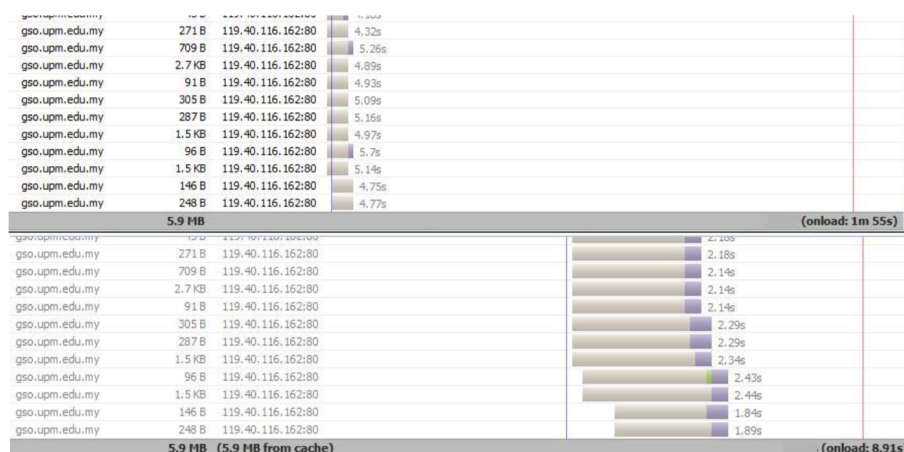 gso.upm.edu.my 271 B 119.40.116.162:80 4.32s
gso.upm.edu.my 709 B 119.40.116.162:80 5.26s
gso.upm.edu.my 2.7 KB 119.40.116.162:80 4.89s
gso.upm.edu.my 91 B 119.40.116.162:80 4.93s
gso.upm.edu.my 305 B 119.40.116.162:80 5.09s
gso.upm.edu.my 287 B 119.40.116.162:80 5.16s
gso.upm.edu.my 1.5 KB 119.40.116.162:80 4.97s
gso.upm.edu.my 96 B 119.40.116.162:80 5.7s
gso.upm.edu.my 1.5 KB 119.40.116.162:80 5.14s
gso.upm.edu.my 146 B 119.40.116.162:80 4.75s
gso.upm.edu.my 248 B 119.40.116.162:80 4.77s
5.9 MB (onload: 1m 55s)
gso.upm.edu.my 271 B 119.40.116.162:80 2.18s
gso.upm.edu.my 709 B 119.40.116.162:80 2.14s
gso.upm.edu.my 2.7 KB 119.40.116.162:80 2.14s
gso.upm.edu.my 91 B 119.40.116.162:80 2.14s
gso.upm.edu.my 305 B 119.40.116.162:80 2.29s
gso.upm.edu.my 287 B 119.40.116.162:80 2.29s
gso.upm.edu.my 1.5 KB 119.40.116.162:80 2.34s
gso.upm.edu.my 96 B 119.40.116.162:80 2.43s
gso.upm.edu.my 1.5 KB 119.40.116.162:80 2.44s
gso.upm.edu.my 146 B 119.40.116.162:80 1.84s
gso.upm.edu.my 248 B 119.40.116.162:80 1.89s
5.9 MB (5.9 MB from cache) (onload: 8.91s